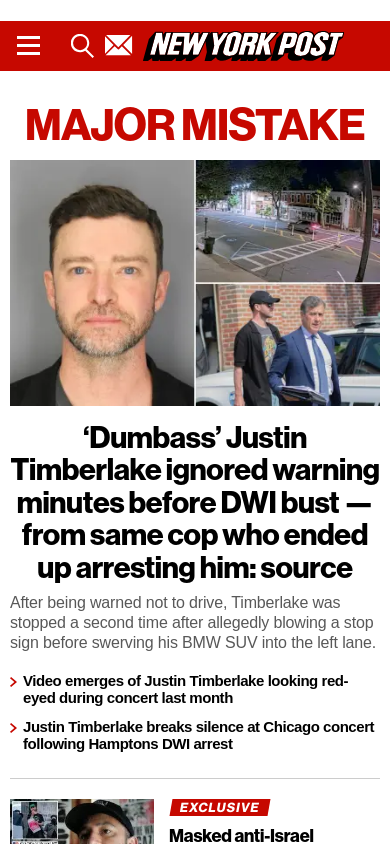 NEW YORK POST
MAJOR MISTAKE
‘Dumbass’ Justin
Timberlake ignored warning
minutes before DWI bust —
from same cop who ended
up arresting him: source
After being warned not to drive, Timberlake was
stopped a second time after allegedly blowing a stop
sign before swerving his BMW SUV into the left lane.
Video emerges of Justin Timberlake looking red-
eyed during concert last month
Justin Timberlake breaks silence at Chicago concert
following Hamptons DWI arrest
EXCLUSIVE
Masked anti-Israel